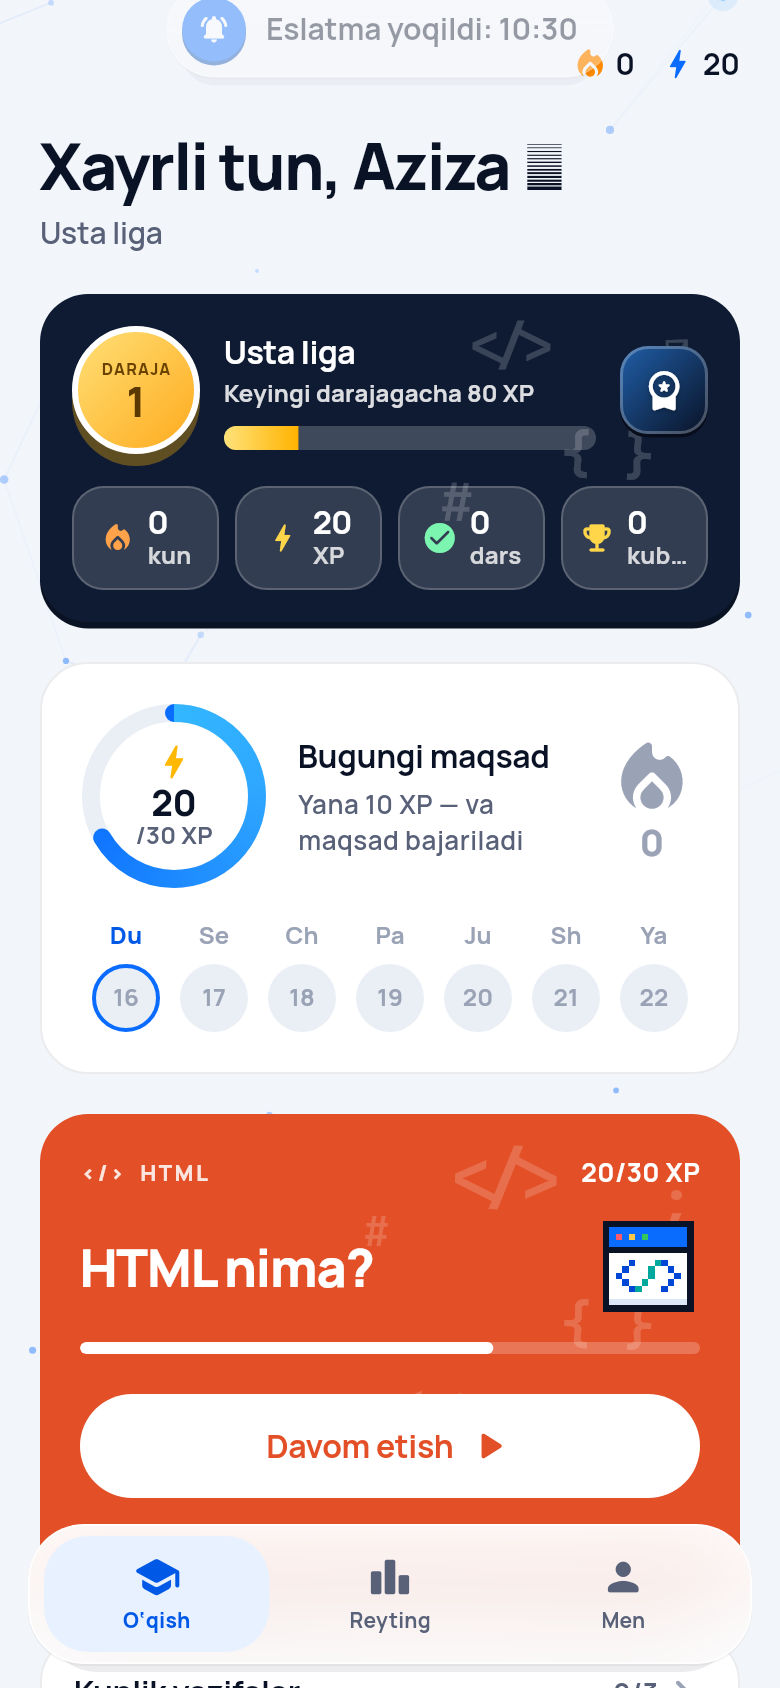 Eslatma yoqildi: 10:30
0 20
Xayrli tun, Aziza
Usta liga
DARAJA
1
Usta liga
Keyingi darajagacha 80 XP
</>
{ }
#
0
kun
20
XP
0
dars
0
kub...
20
/30 XP
Bugungi maqsad
Yana 10 XP — va
maqsad bajariladi
0
Du Se Ch Pa Ju Sh Ya
16 17 18 19 20 21 22
</> HTML
20/30 XP
</>
;
#
HTML nima?
</>
{ }
Davom etish
Oʻqish Reyting Men
Kunlik vazifalar